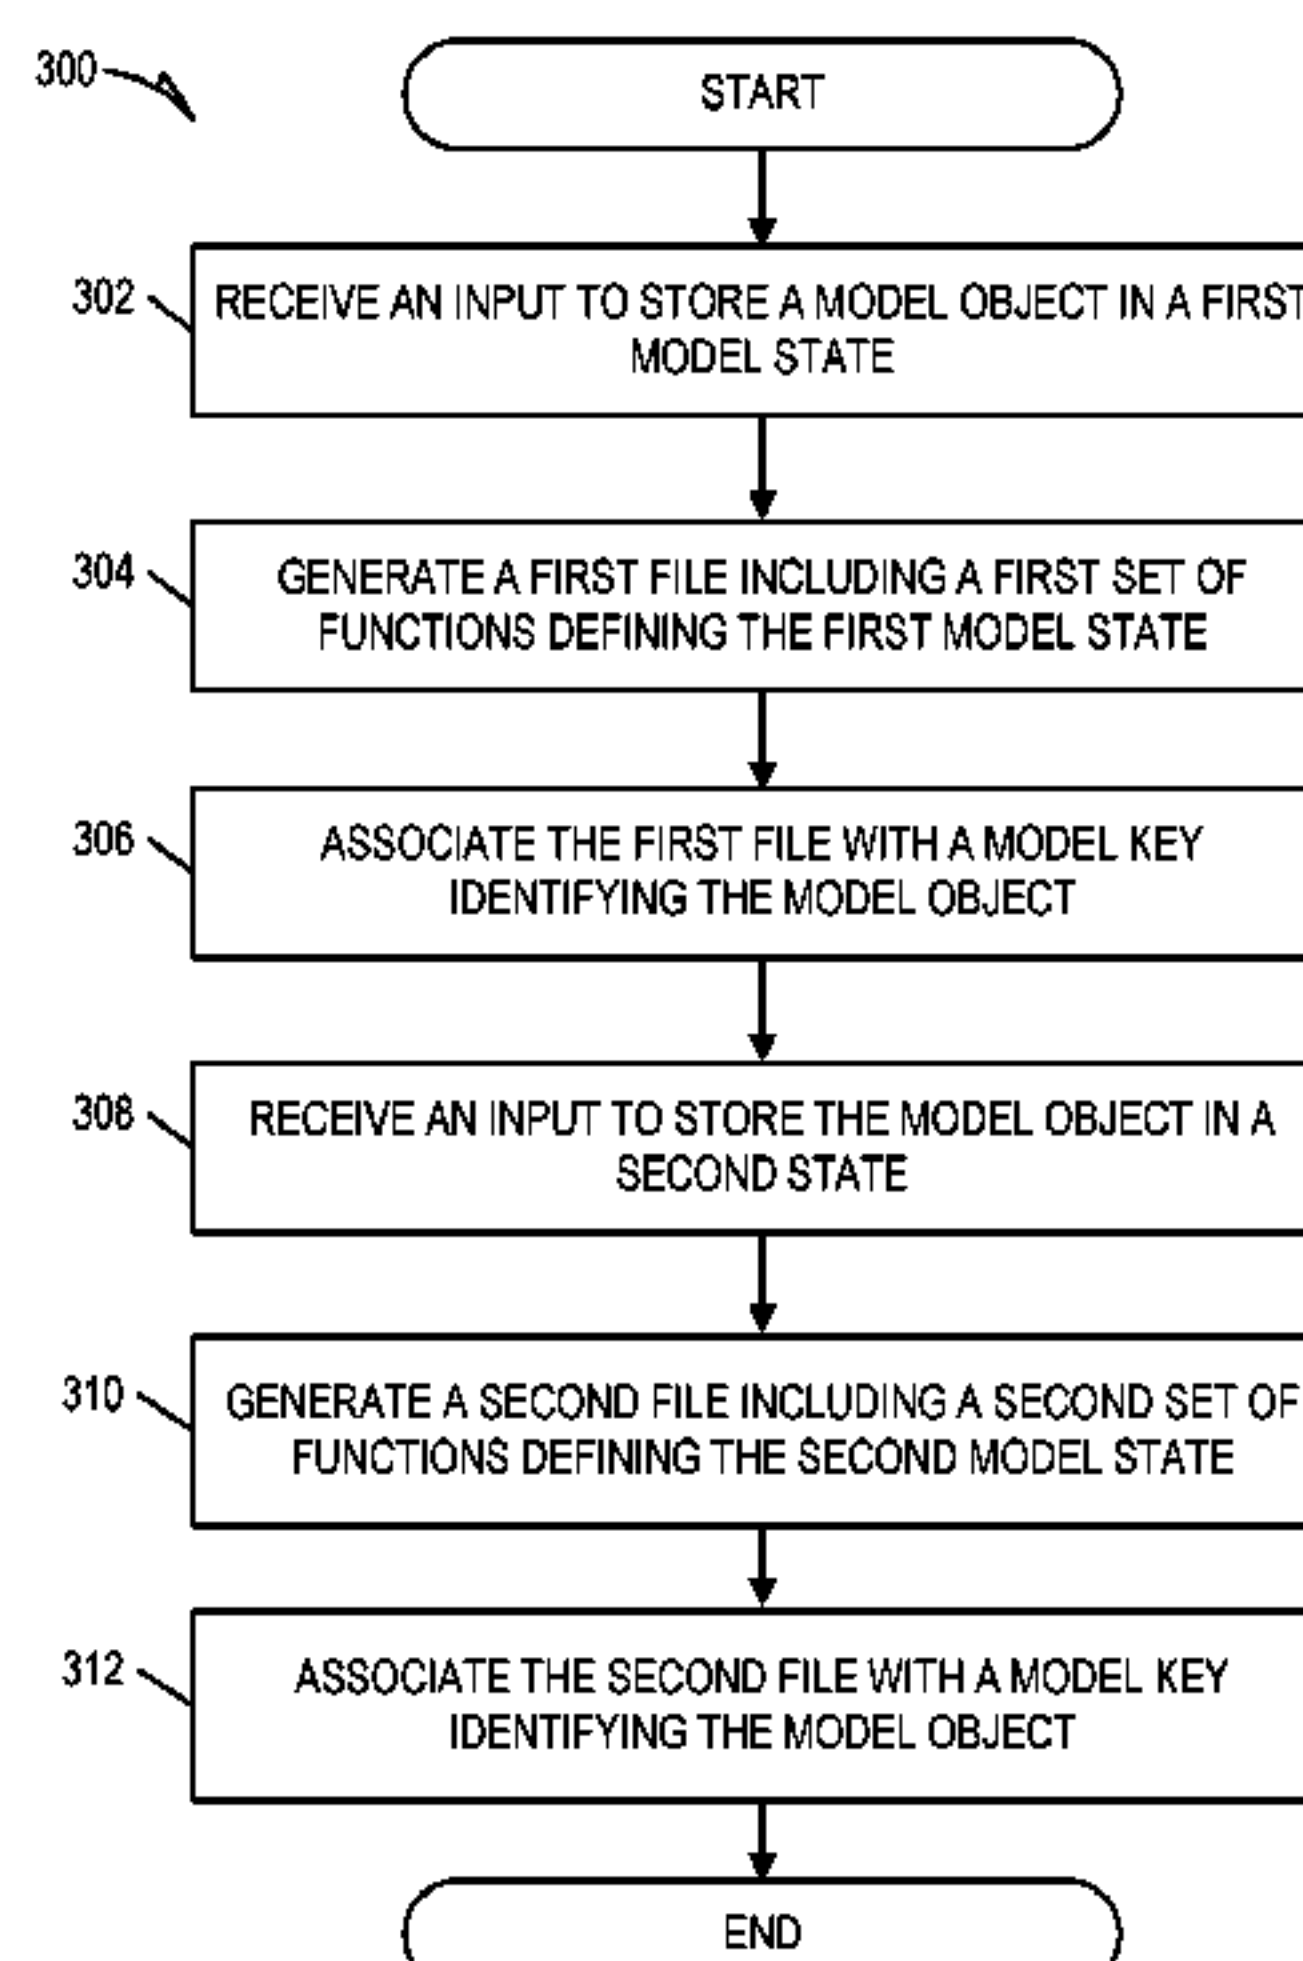 300
START
302
RECEIVE AN INPUT TO STORE A MODEL OBJECT IN A FIRST
MODEL STATE
304
GENERATE A FIRST FILE INCLUDING A FIRST SET OF
FUNCTIONS DEFINING THE FIRST MODEL STATE
306
ASSOCIATE THE FIRST FILE WITH A MODEL KEY
IDENTIFYING THE MODEL OBJECT
308
RECEIVE AN INPUT TO STORE THE MODEL OBJECT IN A
SECOND STATE
310
GENERATE A SECOND FILE INCLUDING A SECOND SET OF
FUNCTIONS DEFINING THE SECOND MODEL STATE
312
ASSOCIATE THE SECOND FILE WITH A MODEL KEY
IDENTIFYING THE MODEL OBJECT
END